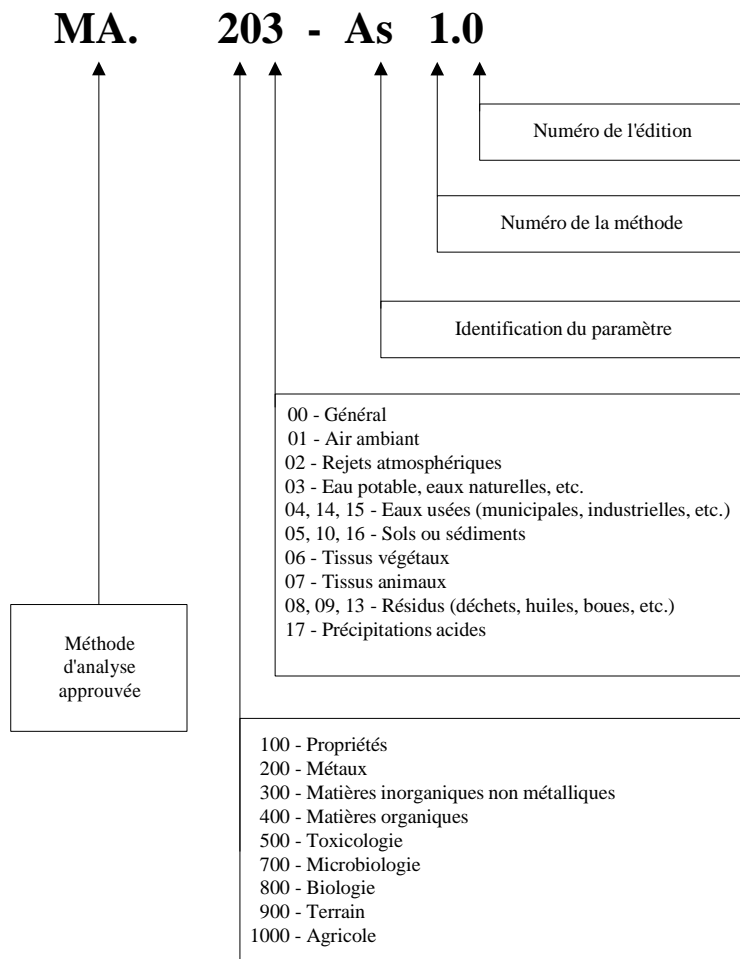 MA. 203 - As 1.0
Numéro de l'édition
Numéro de la méthode
Identification du paramètre
00 - Général
01 - Air ambiant
02 - Rejets atmosphériques
03 - Eau potable, eaux naturelles, etc.
04, 14, 15 - Eaux usées (municipales, industrielles, etc.)
05, 10, 16 - Sols ou sédiments
06 - Tissus végétaux
07 - Tissus animaux
08, 09, 13 - Résidus (déchets, huiles, boues, etc.)
17 - Précipitations acides
Méthode
d'analyse
approuvée
100 - Propriétés
200 - Métaux
300 - Matières inorganiques non métalliques
400 - Matières organiques
500 - Toxicologie
700 - Microbiologie
800 - Biologie
900 - Terrain
1000 - Agricole